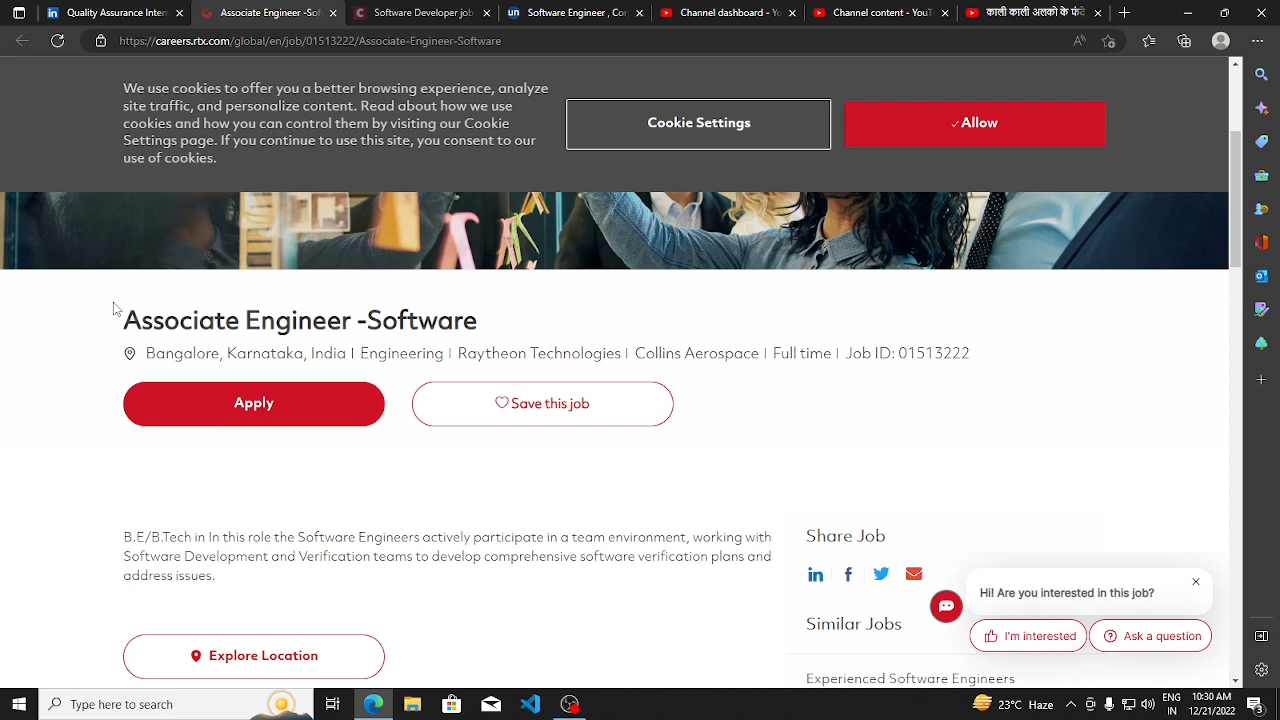 Quality Assurance Intern
Associate Engineer -Sof
Software Developer job
Software Engineer , Co
Channel dashboard - Yo
Channel content - YouT
काली काली अलको के फंदे
https://careers.rtx.com/global/en/job/01513222/Associate-Engineer-Software
We use cookies to offer you a better browsing experience, analyze
site traffic, and personalize content. Read about how we use
cookies and how you can control them by visiting our Cookie
Settings page. If you continue to use this site, you consent to our
use of cookies.
Cookie Settings
Allow
Associate Engineer -Software
Bangalore, Karnataka, India | Engineering | Raytheon Technologies | Collins Aerospace | Full time | Job ID: 01513222
Apply
Save this job
B.E/B.Tech in In this role the Software Engineers actively participate in a team environment, working with
Software Development and Verification teams to develop comprehensive software verification plans and
address issues.
Explore Location
Share Job
Similar Jobs
Experienced Software Engineers
Hi! Are you interested in this job?
I'm interested
Ask a question
Type here to search
23°C Haze
ENG
IN
10:30 AM
12/21/2022
3